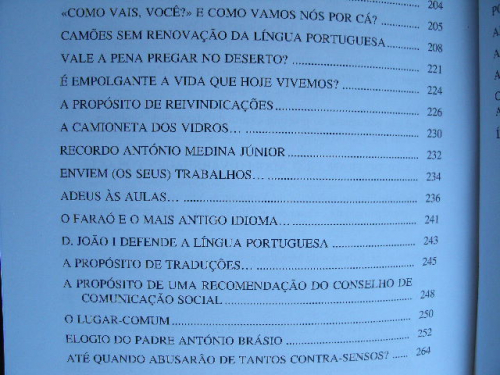 204
«COMO VAIS, VOCÊ?» E COMO VAMOS NÓS POR CÁ? ..... 205
CAMÕES SEM RENOVAÇÃO DA LÍNGUA PORTUGUESA ..... 208
VALE A PENA PREGAR NO DESERTO? ..... 221
É EMPOLGANTE A VIDA QUE HOJE VIVEMOS? ..... 224
A PROPÓSITO DE REIVINDICAÇÕES ..... 226
A CAMIONETA DOS VIDROS... ..... 230
RECORDO ANTÓNIO MEDINA JÚNIOR ..... 232
ENVIEM (OS SEUS) TRABALHOS... ..... 234
ADEUS ÀS AULAS... ..... 236
O FARAÓ E O MAIS ANTIGO IDIOMA... ..... 241
D. JOÃO I DEFENDE A LÍNGUA PORTUGUESA ..... 243
A PROPÓSITO DE TRADUÇÕES... ..... 245
A PROPÓSITO DE UMA RECOMENDAÇÃO DO CONSELHO DE
COMUNICAÇÃO SOCIAL ..... 248
O LUGAR-COMUM ..... 250
ELOGIO DO PADRE ANTÓNIO BRÁSIO ..... 252
ATÉ QUANDO ABUSARÃO DE TANTOS CONTRA-SENSOS? ..... 264